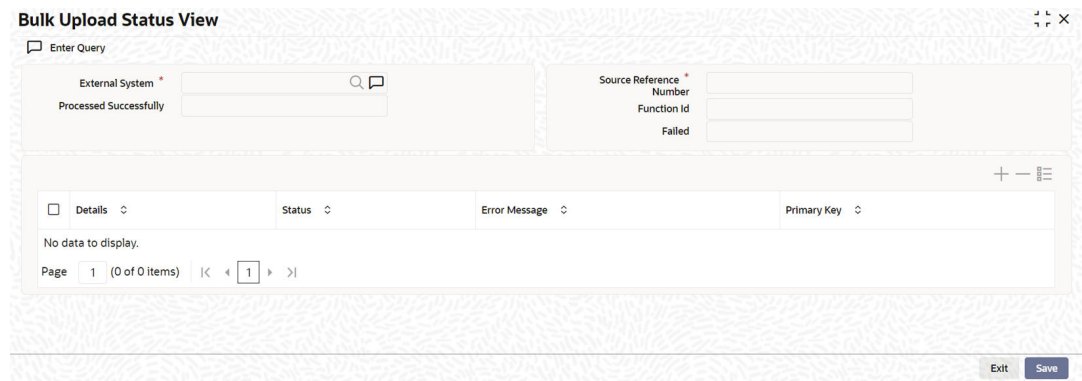 Bulk Upload Status View
Enter Query
External System *
Processed Successfully
Source Reference *
Number
Function Id
Failed
Details Status Error Message Primary Key
No data to display.
Page 1 (0 of 0 items) 1
Exit Save